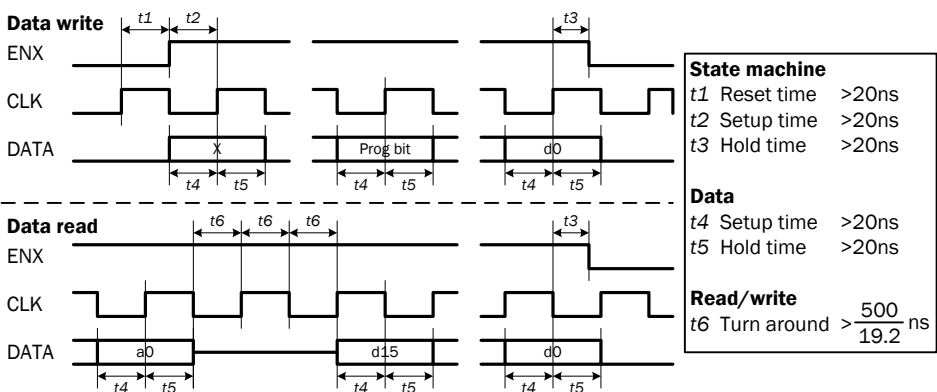 Data write
t1 t2 t3
ENX
CLK
DATA
X Prog bit d0
t4 t5 t4 t5 t4 t5
Data read
t6 t6 t6 t3
ENX
CLK
DATA
a0 d15 d0
t4 t5 t4 t5 t4 t5
State machine
t1 Reset time >20ns
t2 Setup time >20ns
t3 Hold time >20ns
Data
t4 Setup time >20ns
t5 Hold time >20ns
Read/write
t6 Turn around > 500/19.2 ns